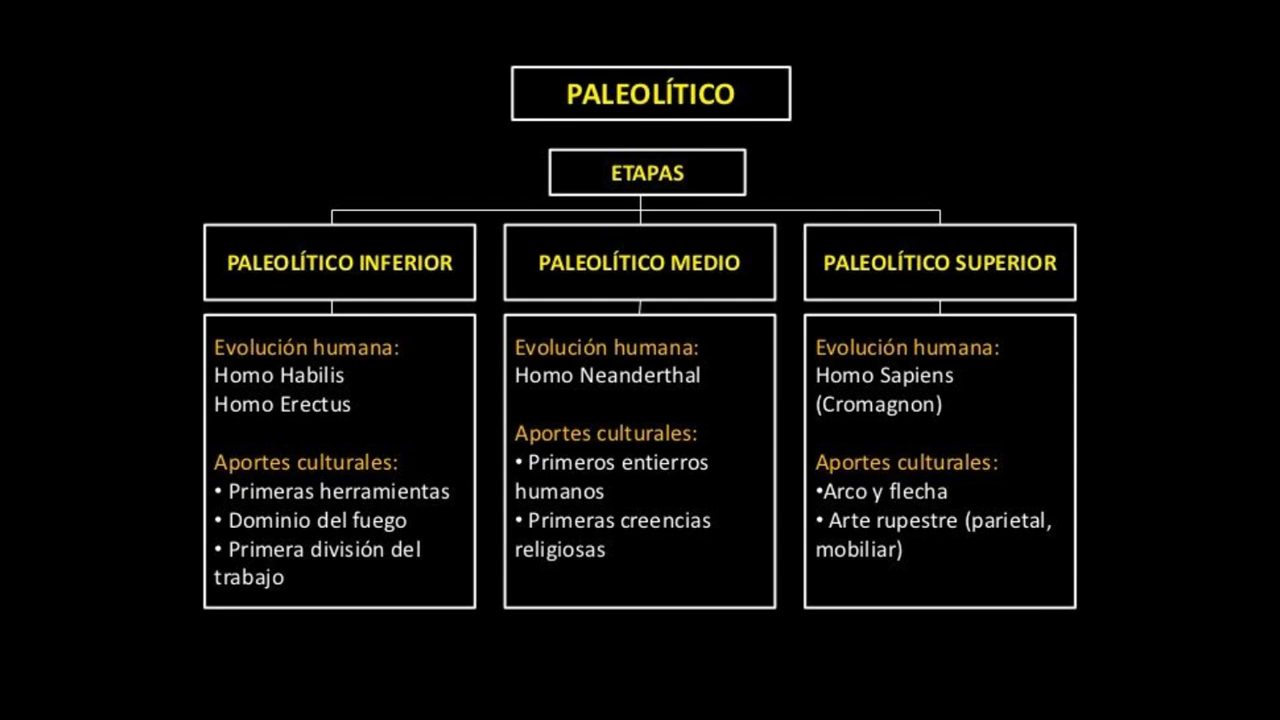 PALEOLÍTICO
ETAPAS
PALEOLÍTICO INFERIOR
Evolución humana:
Homo Habilis
Homo Erectus
Aportes culturales:
• Primeras herramientas
• Dominio del fuego
• Primera división del
trabajo
PALEOLÍTICO MEDIO
Evolución humana:
Homo Neanderthal
Aportes culturales:
• Primeros entierros
humanos
• Primeras creencias
religiosas
PALEOLÍTICO SUPERIOR
Evolución humana:
Homo Sapiens
(Cromagnon)
Aportes culturales:
•Arco y flecha
• Arte rupestre (parietal,
mobiliar)